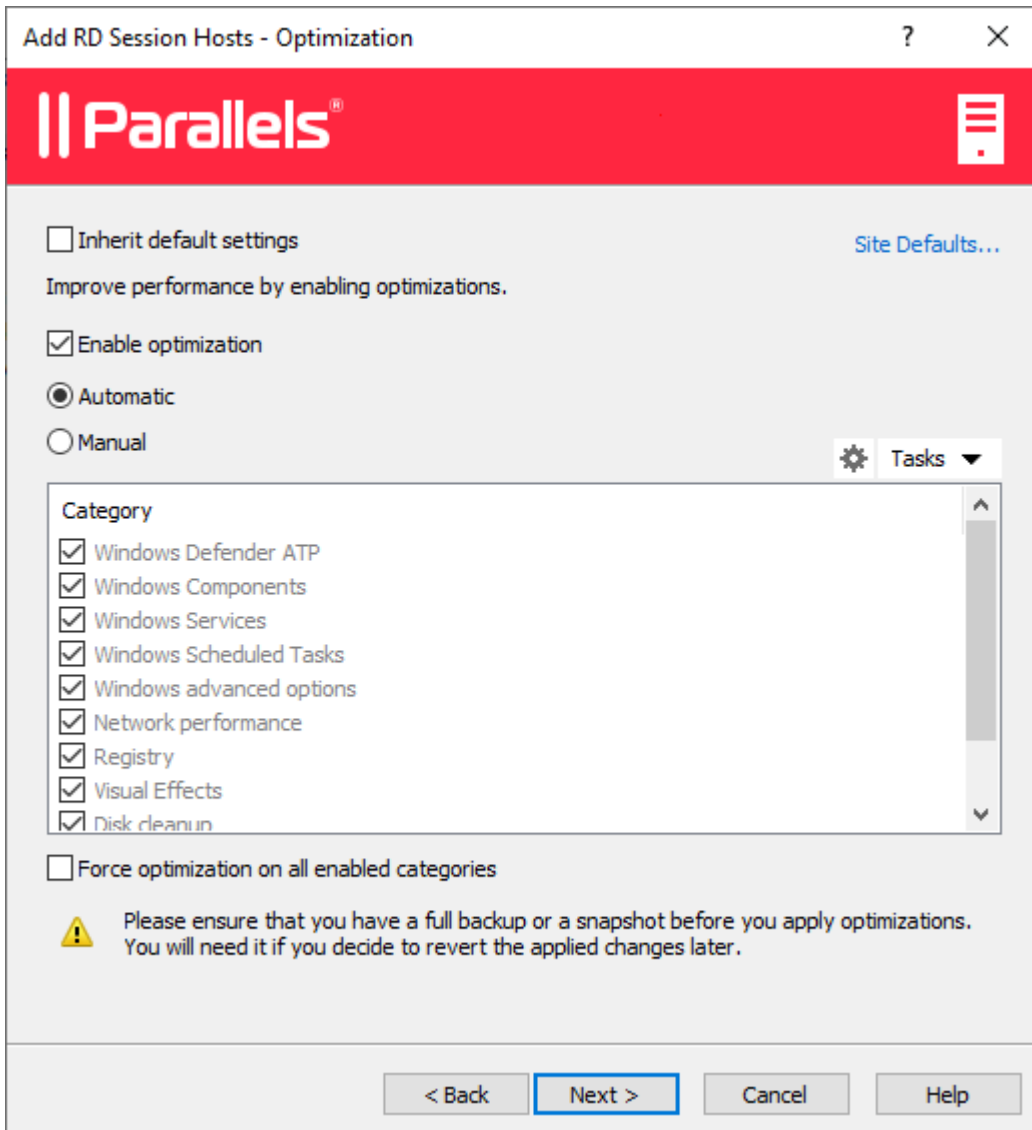 Add RD Session Hosts - Optimization
Parallels®
Inherit default settings
Site Defaults...
Improve performance by enabling optimizations.
Enable optimization
Automatic
Manual
Tasks
Category
Windows Defender ATP
Windows Components
Windows Services
Windows Scheduled Tasks
Windows advanced options
Network performance
Registry
Visual Effects
Disk cleanup
Force optimization on all enabled categories
Please ensure that you have a full backup or a snapshot before you apply optimizations.
You will need it if you decide to revert the applied changes later.
< Back Next > Cancel Help